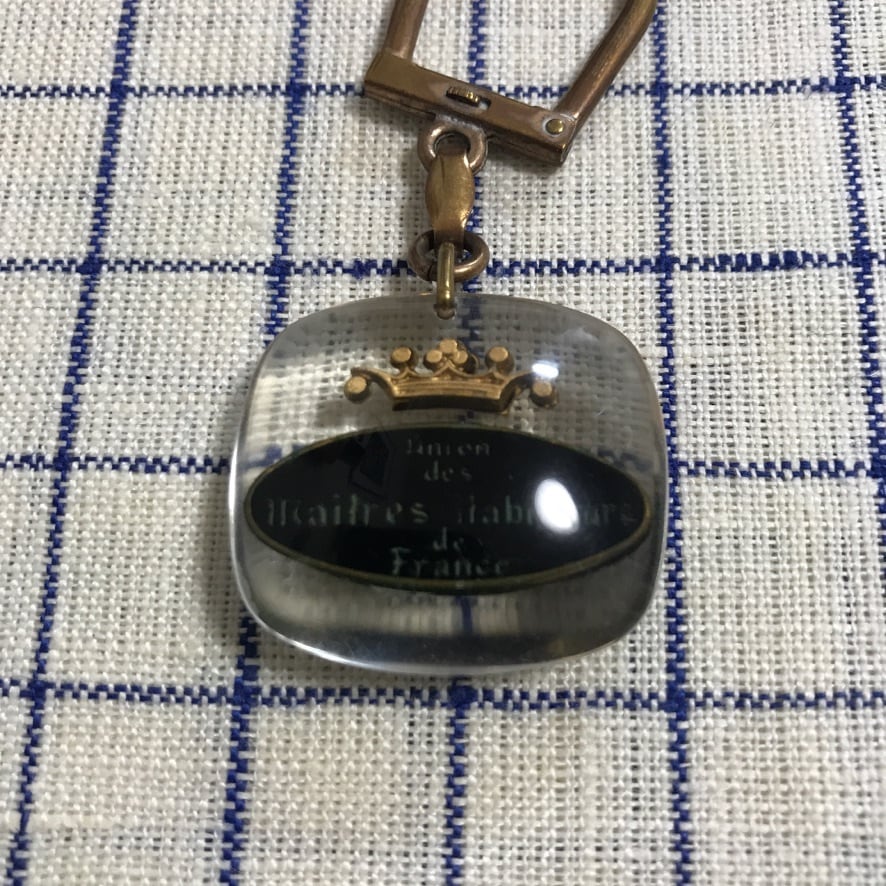 Union
des
Maitres
de
France